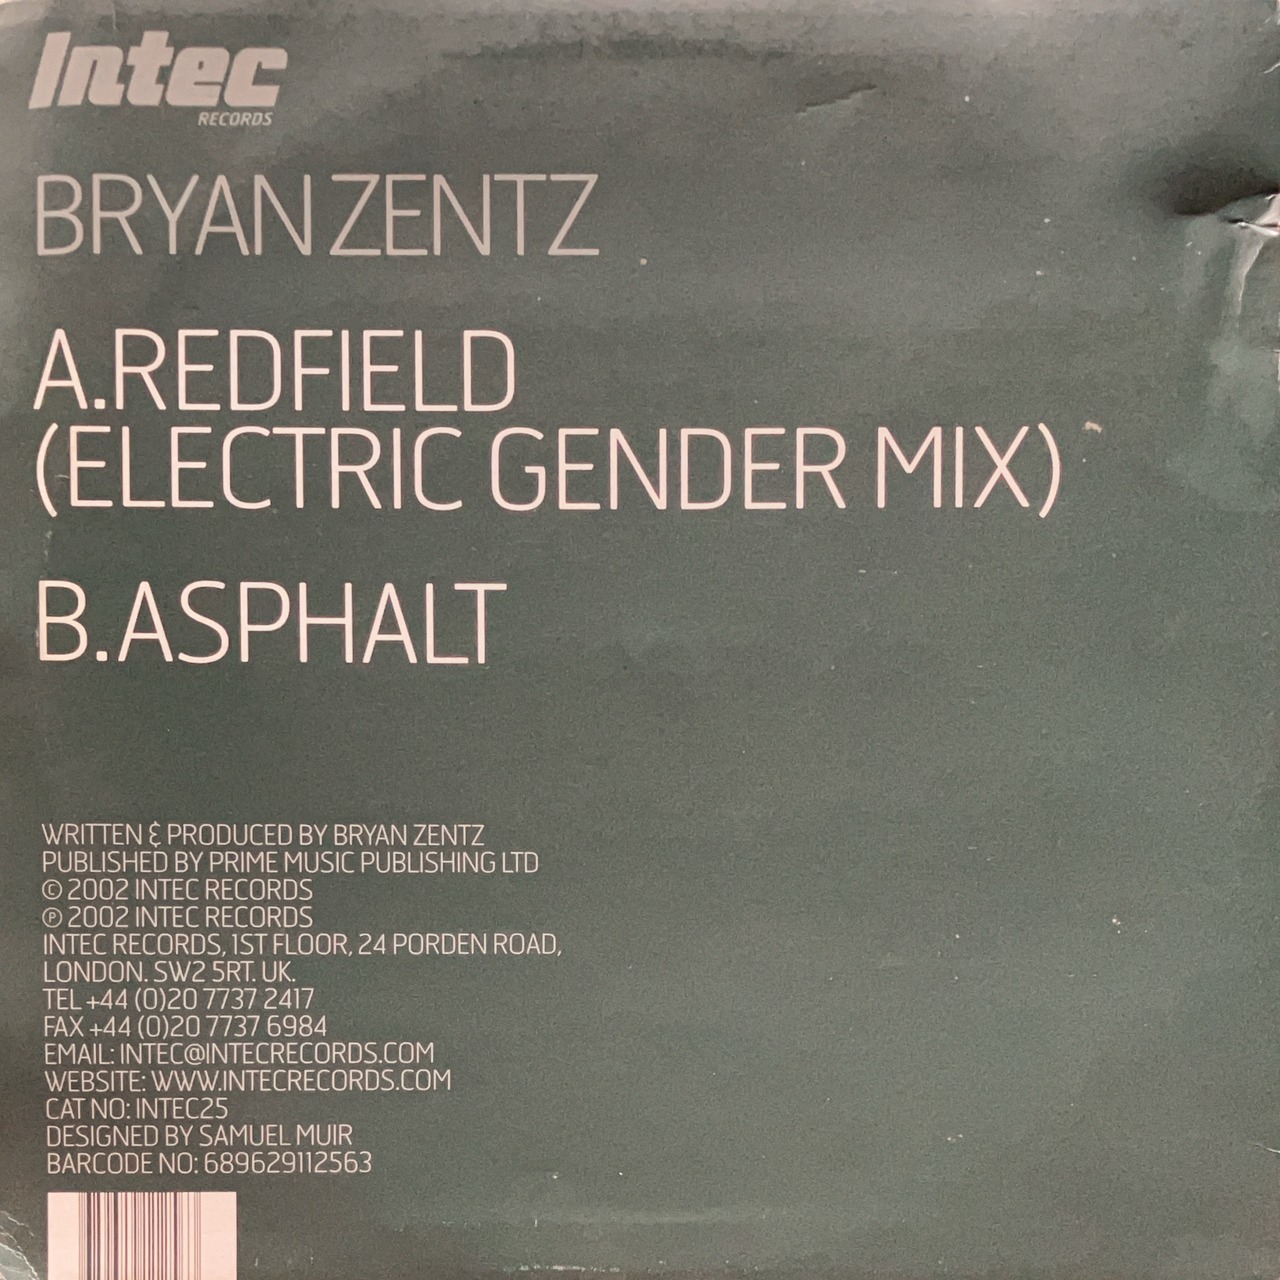 Intec
RECORDS
BRYAN ZENTZ
A.REDFIELD
(ELECTRIC GENDER MIX)
B.ASPHALT
WRITTEN & PRODUCED BY BRYAN ZENTZ
PUBLISHED BY PRIME MUSIC PUBLISHING LTD
© 2002 INTEC RECORDS
℗ 2002 INTEC RECORDS
INTEC RECORDS, 1ST FLOOR, 24 PORDEN ROAD,
LONDON. SW2 5RT. UK.
TEL +44 (0)20 7737 2417
FAX +44 (0)20 7737 6984
EMAIL: INTEC@INTECRECORDS.COM
WEBSITE: WWW.INTECRECORDS.COM
CAT NO: INTEC25
DESIGNED BY SAMUEL MUIR
BARCODE NO: 689629112563